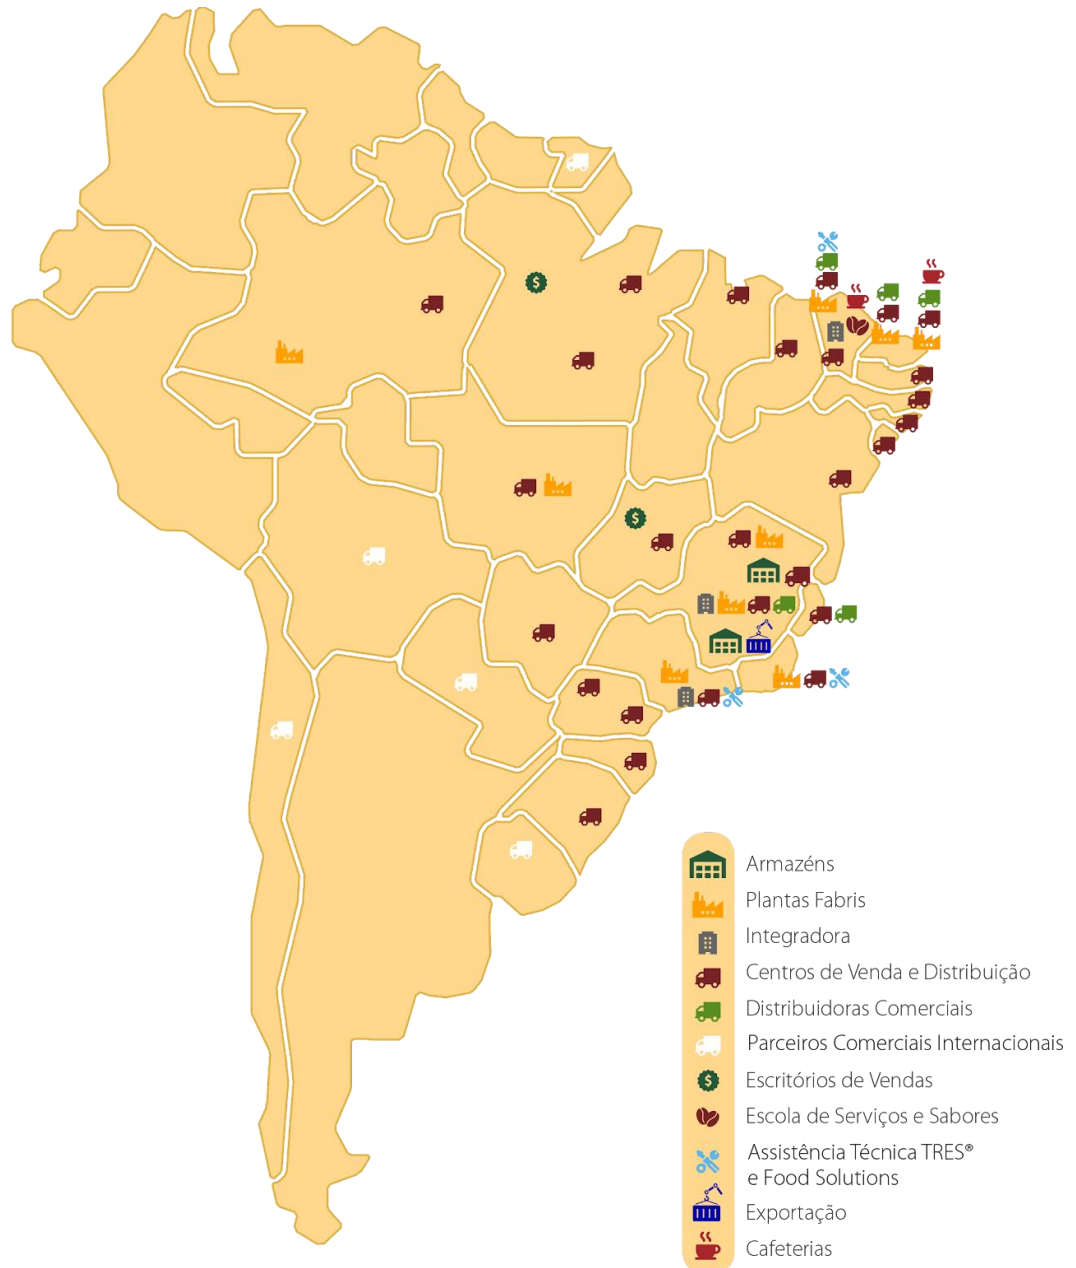 Armazéns
Plantas Fabris
Integradora
Centros de Venda e Distribuição
Distribuidoras Comerciais
Parceiros Comerciais Internacionais
Escritórios de Vendas
Escola de Serviços e Sabores
Assistência Técnica TRES®
e Food Solutions
Exportação
Cafeterias